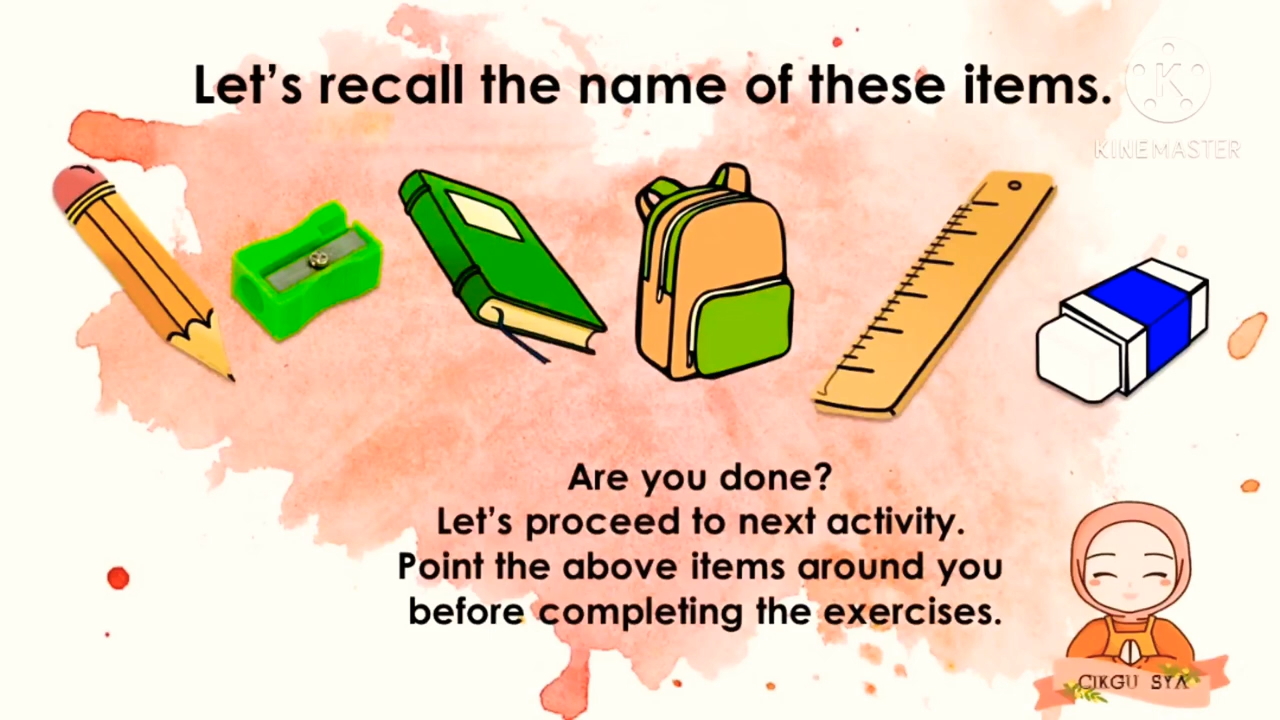 Let's recall the name of these items.
K
KINEMASTER
Are you done?
Let's proceed to next activity.
Point the above items around you
before completing the exercises.
CIKGU SYA